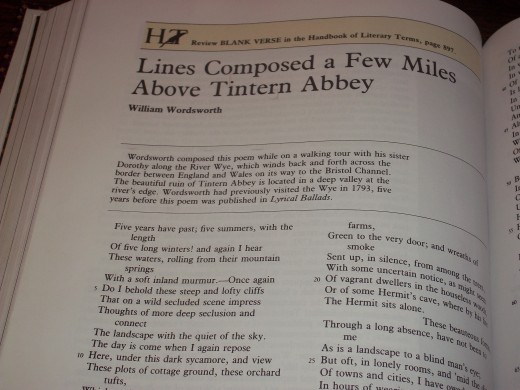 HLT Review BLANK VERSE in the Handbook of Literary Terms, page 897.
Lines Composed a Few Miles
Above Tintern Abbey
William Wordsworth
Wordsworth composed this poem while on a walking tour with his sister
Dorothy along the River Wye, which winds back and forth across the
border between England and Wales on its way to the Bristol Channel.
The beautiful ruin of Tintern Abbey is located in a deep valley at the
river's edge. Wordsworth had previously visited the Wye in 1793, five
years before this poem was published in Lyrical Ballads.
Five years have past; five summers, with the
length
Of five long winters! and again I hear
These waters, rolling from their mountain
springs
With a soft inland murmur.—Once again
5 Do I behold these steep and lofty cliffs
That on a wild secluded scene impress
Thoughts of more deep seclusion and
connect
The landscape with the quiet of the sky.
The day is come when I again repose
10 Here, under this dark sycamore, and view
These plots of cottage ground, these orchard
tufts,
farms,
Green to the very door; and wreaths of
smoke
Sent up, in silence, from among the
With some uncertain notice, as might
20 Of vagrant dwellers in the houseless
Or of some Hermit's cave, where by his
The Hermit sits alone.
These beauteous
Through a long absence, have not been
me
As is a landscape to a blind man's eye;
25 But oft, in lonely rooms, and 'mid the
Of towns and cities, I have
In hours of